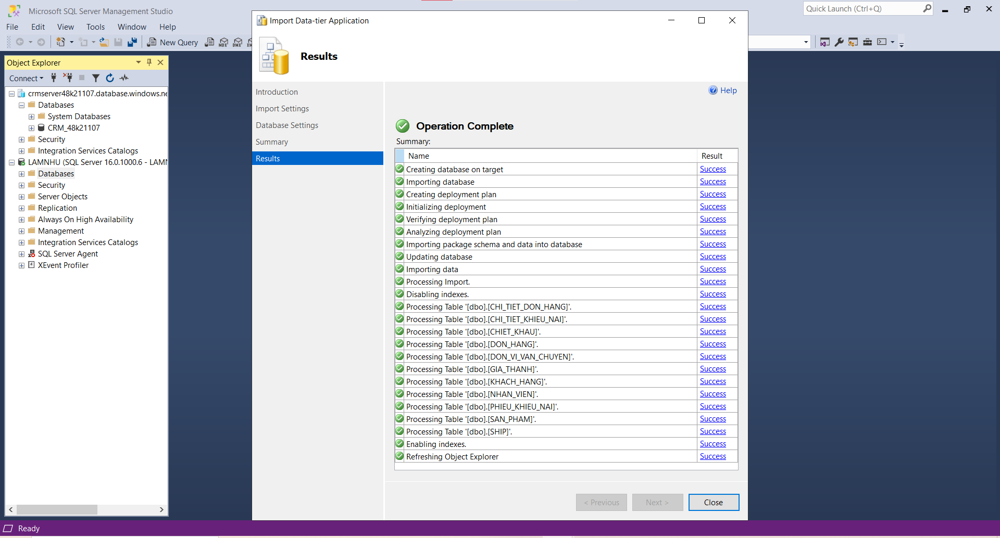 Microsoft SQL Server Management Studio
Quick Launch (Ctrl+Q)
File Edit View Tools Window Help
New Query
MDX DMX XM
Object Explorer
Connect
crmserver48k21107.database.windows.ne
Databases
System Databases
CRM_48k21107
Security
Integration Services Catalogs
LAMNHU (SQL Server 16.0.1000.6 - LAMN
Databases
Security
Server Objects
Replication
Always On High Availability
Management
Integration Services Catalogs
SQL Server Agent
XEvent Profiler
Import Data-tier Application
Results
Introduction
Import Settings
Database Settings
Summary
Results
Help
Operation Complete
Summary:
Name Result
Creating database on target Success
Importing database Success
Creating deployment plan Success
Initializing deployment Success
Verifying deployment plan Success
Analyzing deployment plan Success
Importing package schema and data into database Success
Updating database Success
Importing data Success
Processing Import. Success
Disabling indexes. Success
Processing Table '[dbo].[CHI_TIET_DON_HANG]'. Success
Processing Table '[dbo].[CHI_TIET_KHIEU_NAI]'. Success
Processing Table '[dbo].[CHIET_KHAU]'. Success
Processing Table '[dbo].[DON_HANG]'. Success
Processing Table '[dbo].[DON_VI_VAN_CHUYEN]'. Success
Processing Table '[dbo].[GIA_THANH]'. Success
Processing Table '[dbo].[KHACH_HANG]'. Success
Processing Table '[dbo].[NHAN_VIEN]'. Success
Processing Table '[dbo].[PHIEU_KHIEU_NAI]'. Success
Processing Table '[dbo].[SAN_PHAM]'. Success
Processing Table '[dbo].[SHIP]'. Success
Enabling indexes. Success
Refreshing Object Explorer Success
< Previous Next > Close
Ready